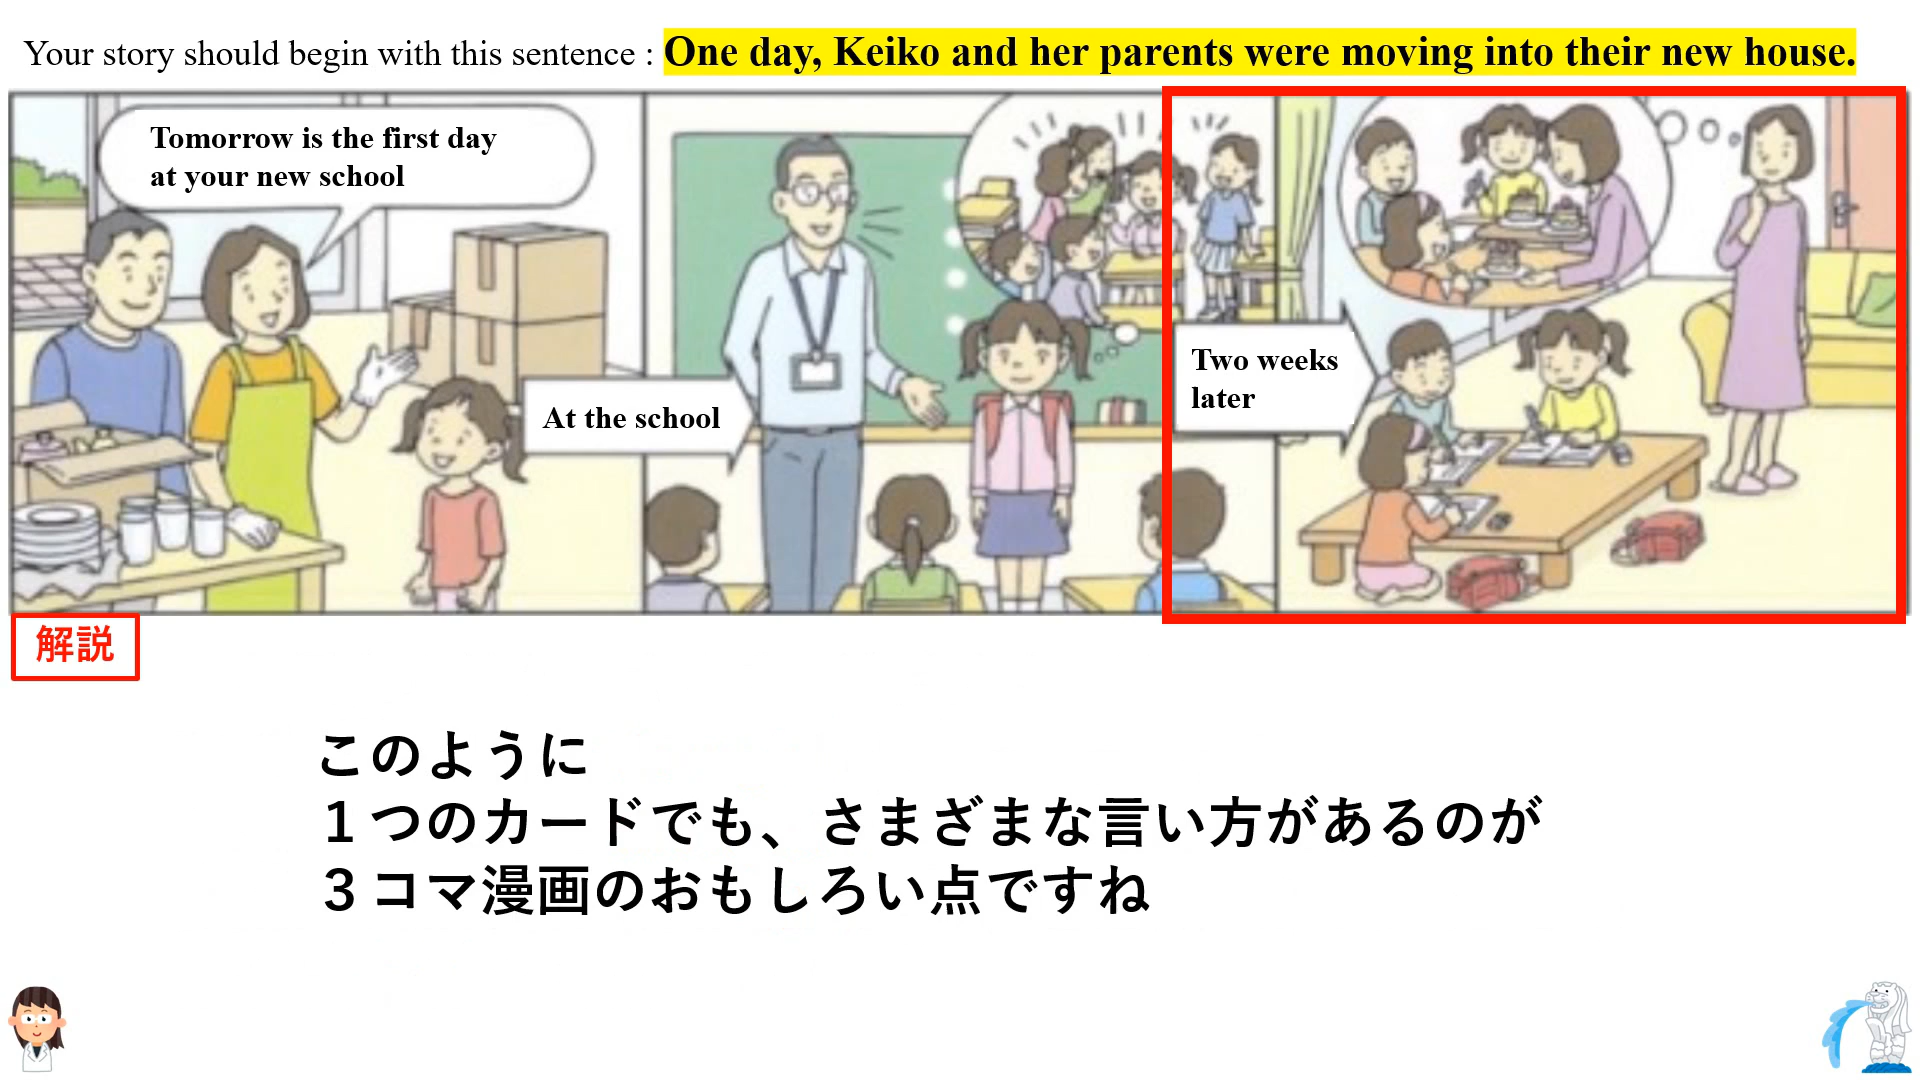 Your story should begin with this sentence : One day, Keiko and her parents were moving into their new house.
Tomorrow is the first day
at your new school
At the school
Two weeks
later
解説
このように
１つのカードでも、さまざまな言い方があるのが
３コマ漫画のおもしろい点ですね